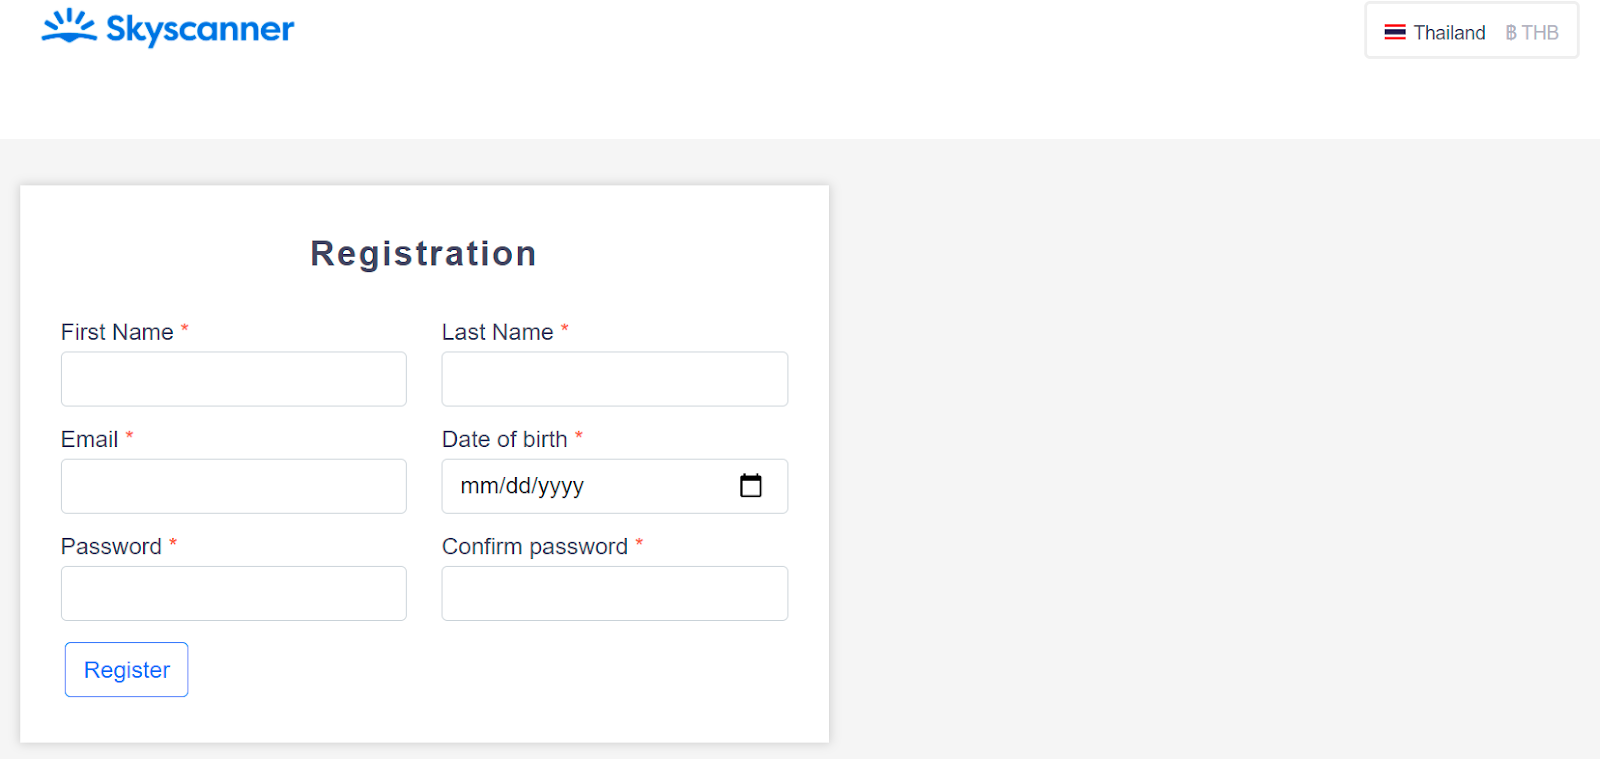 Skyscanner
Thailand ฿ THB
Registration
First Name * Last Name *
Email * Date of birth *
mm/dd/yyyy
Password * Confirm password *
Register